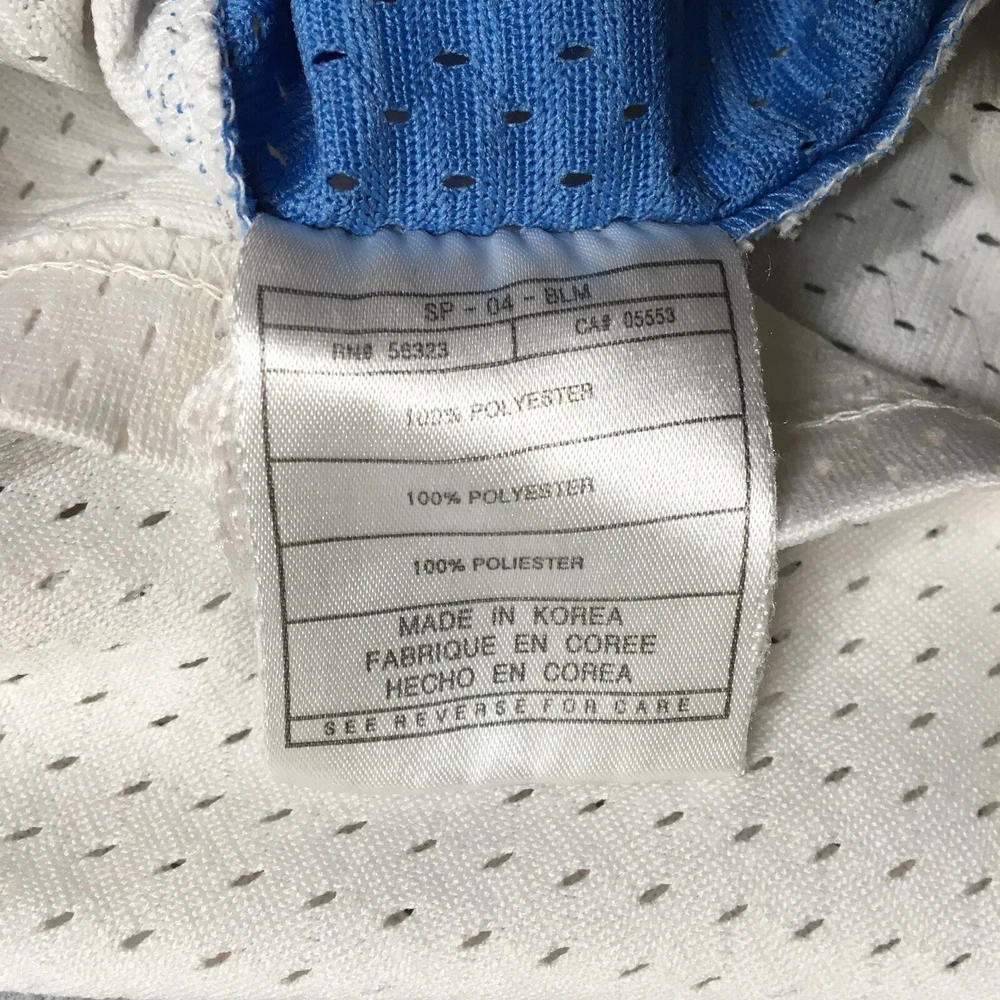 SP - 04 - BLM
RN# 56323 CA# 05553
100% POLYESTER
100% POLYESTER
100% POLIESTER
MADE IN KOREA
FABRIQUE EN COREE
HECHO EN COREA
SEE REVERSE FOR CARE